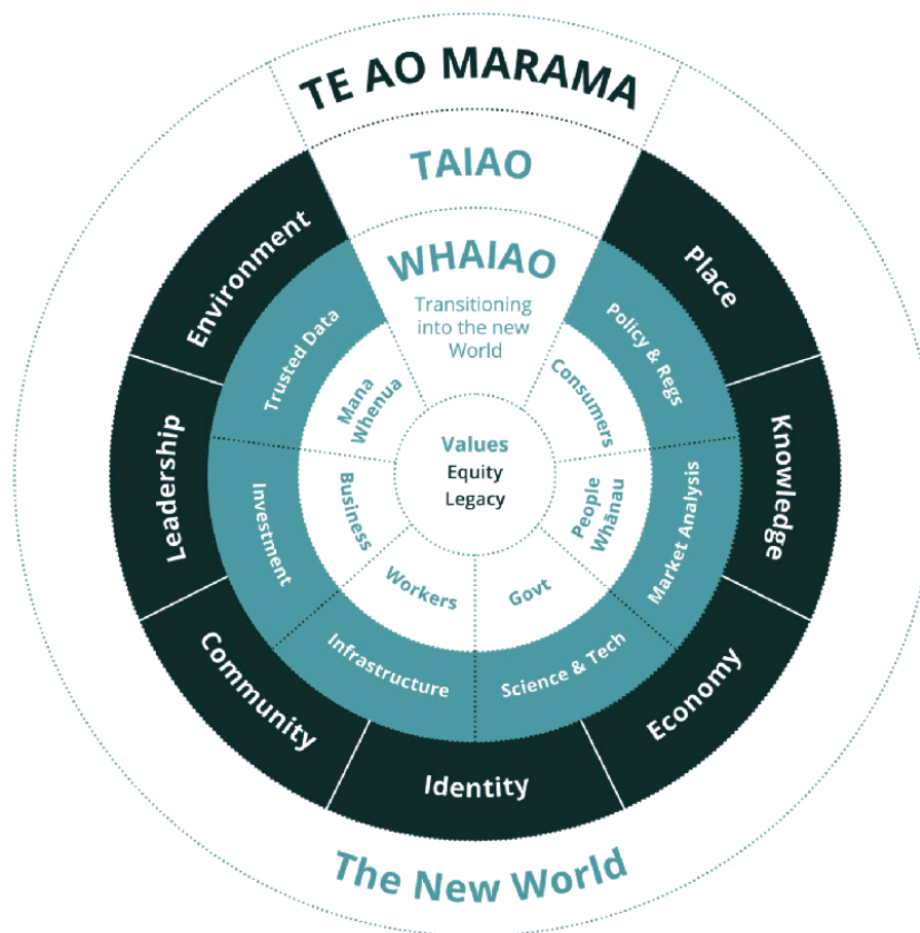 TE AO MARAMA
TAIAO
WHAIAO
Transitioning
into the new
World
Environment
Place
Trusted Data
Policy & Regs
Mana
Whenua
Consumers
Values
Equity
Legacy
Leadership
Knowledge
Investment
Market Analysis
Business
People
Whānau
Workers
Govt
Infrastructure
Science & Tech
Community
Economy
Identity
The New World